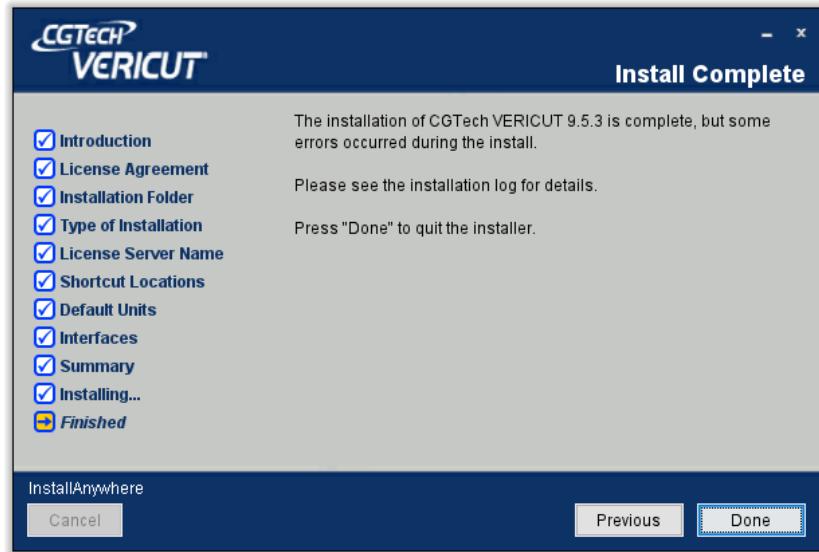 CGTECH
VERICUT
Install Complete
Introduction
License Agreement
Installation Folder
Type of Installation
License Server Name
Shortcut Locations
Default Units
Interfaces
Summary
Installing...
Finished
The installation of CGTech VERICUT 9.5.3 is complete, but some
errors occurred during the install.
Please see the installation log for details.
Press "Done" to quit the installer.
InstallAnywhere
Cancel
Previous
Done